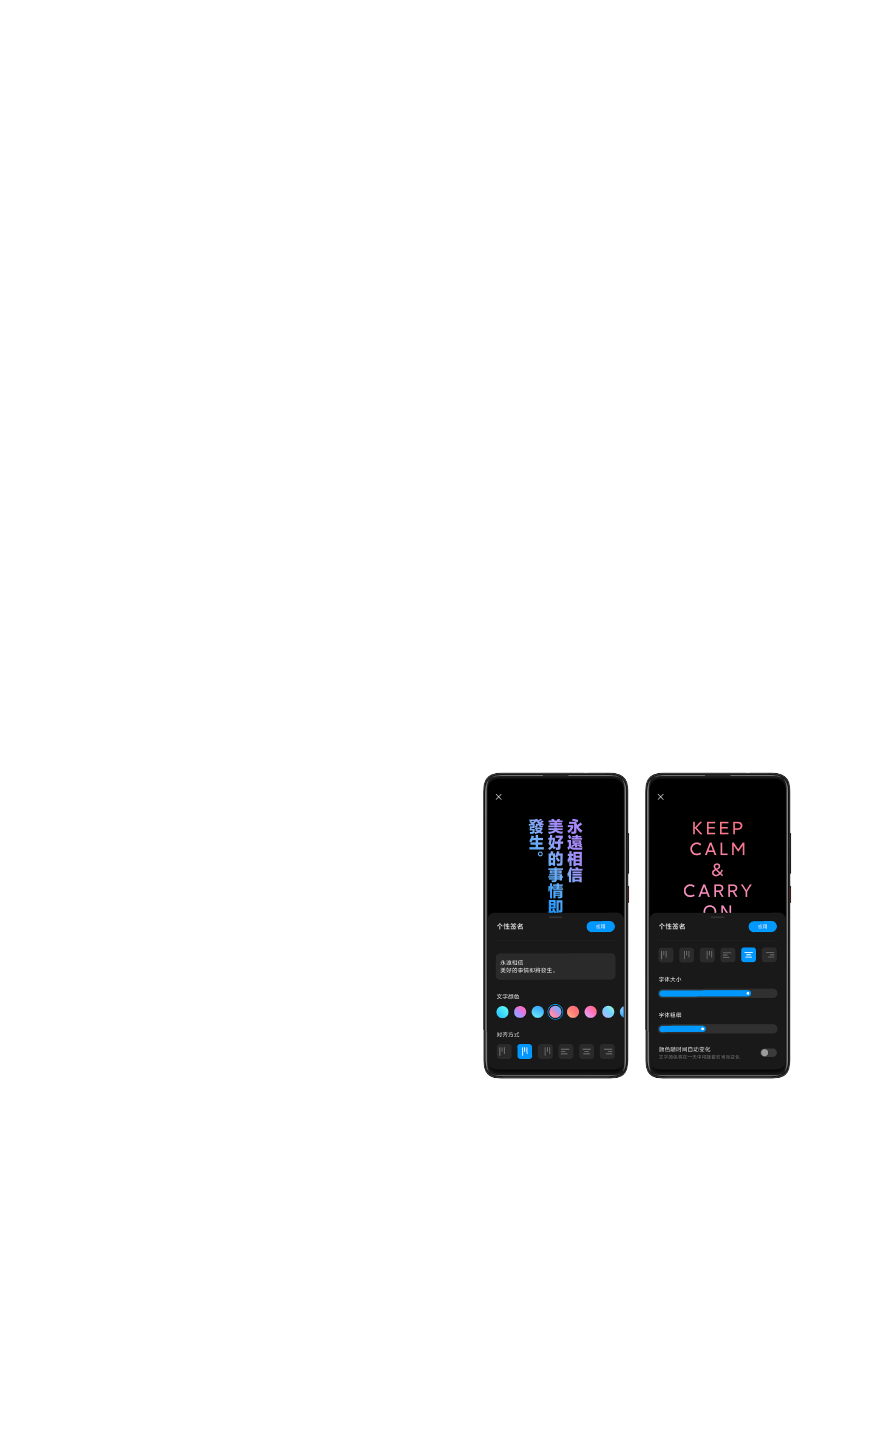 永遠相信
美好的事情即
發生。
个性签名
应用
永遠相信
美好的事情即將發生。
文字颜色
对齐方式
KEEP
CALM
&
CARRY
ON
个性签名
应用
字体大小
字体粗细
颜色随时间自动变化